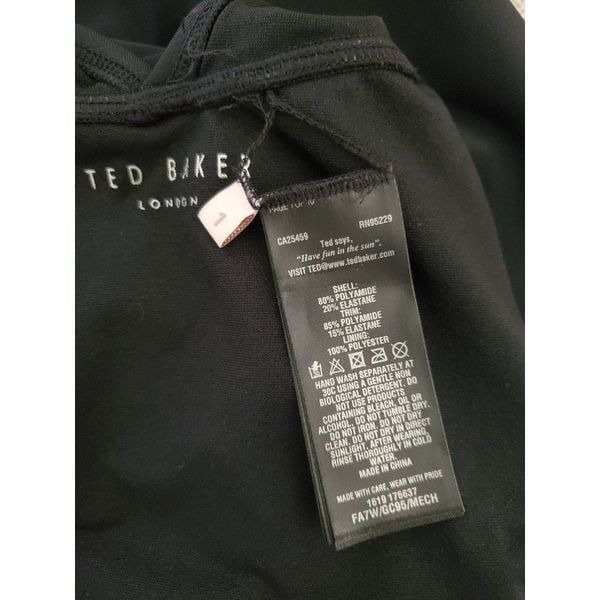 TED BAKER
LONDON
1
PAGE 1 OF 10
CA25459 RN95229
Ted says,
"Have fun in the sun".
VISIT TED@www.tedbaker.com
SHELL:
80% POLYAMIDE
20% ELASTANE
TRIM:
85% POLYAMIDE
15% ELASTANE
LINING:
100% POLYESTER
HAND WASH SEPARATELY AT
30C USING A GENTLE NON
BIOLOGICAL DETERGENT. DO
NOT USE PRODUCTS
CONTAINING BLEACH, OIL OR
ALCOHOL. DO NOT TUMBLE DRY.
DO NOT IRON. DO NOT DRY
CLEAN. DO NOT DRY IN DIRECT
SUNLIGHT. AFTER WEARING,
RINSE THOROUGHLY IN COLD
WATER.
MADE IN CHINA
MADE WITH CARE, WEAR WITH PRIDE
1619 176637
FA7W/GC95/MECH